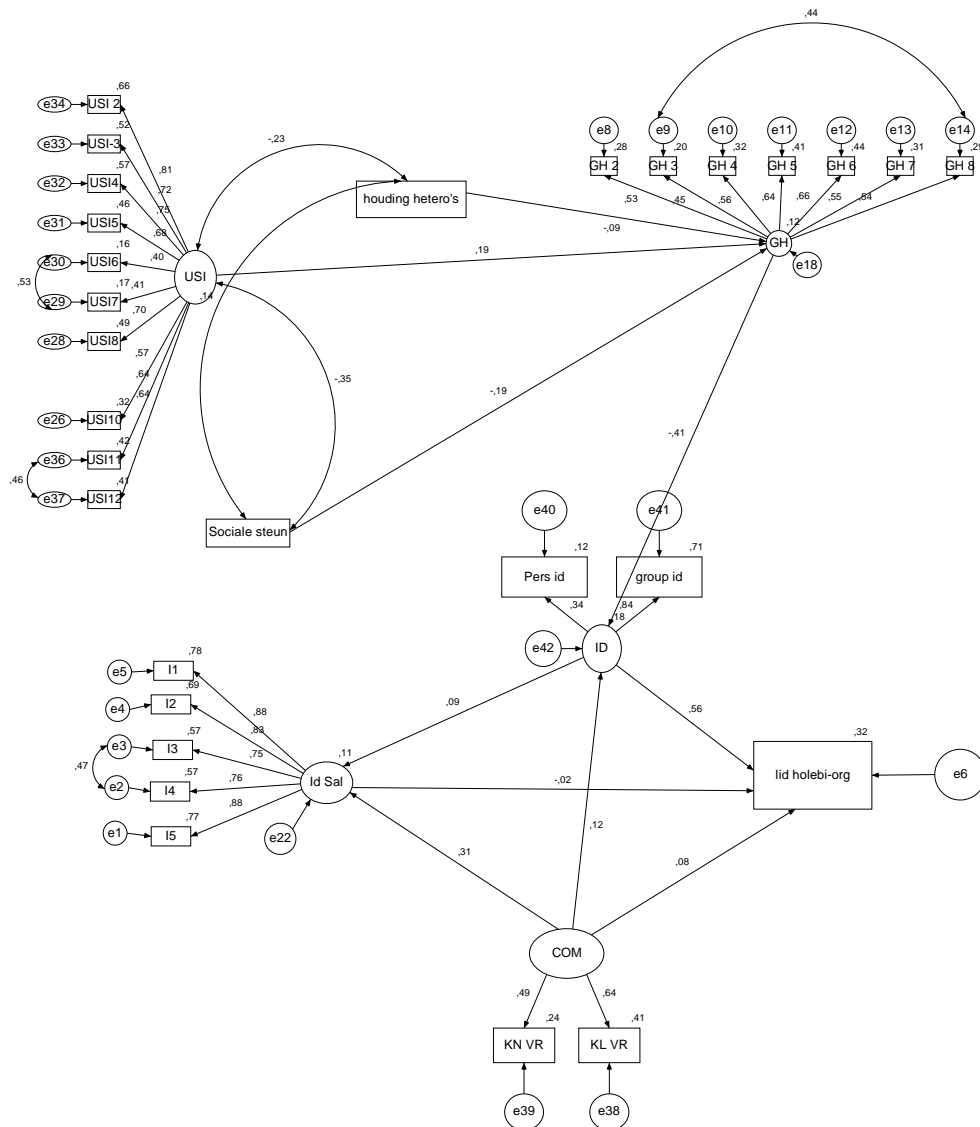 ,44
e8
e9
e10
e11
e12
e13
e14
,28
,20
,32
,41
,44
,31
,29
GH 2
GH 3
GH 4
GH 5
GH 6
GH 7
GH 8
,53
,45
,56
,64
,66
,55
,54
,12
GH
e18
,66
e34
USI 2
,52
e33
USI-3
,57
e32
USI4
,46
e31
USI5
,16
e30
USI6
,53
,17
e29
USI7
,49
e28
USI8
,32
e26
USI10
,42
e36
USI11
,46
,41
e37
USI12
,81
,72
,75
,68
,40
,41
,70
,57
,64
,64
USI
,14
-,23
houding hetero's
-,09
,19
-,35
-,19
-,41
Sociale steun
e40
e41
,12
,71
Pers id
group id
,34
,84
,18
e42
ID
,78
e5
I1
,69
e4
I2
,57
e3
I3
,47
,57
e2
I4
,77
e1
I5
,88
,83
,75
,76
,88
,11
Id Sal
e22
,09
,56
-,02
,12
,31
,08
,32
lid holebi-org
e6
COM
,49
,64
,24
,41
KN VR
KL VR
e39
e38